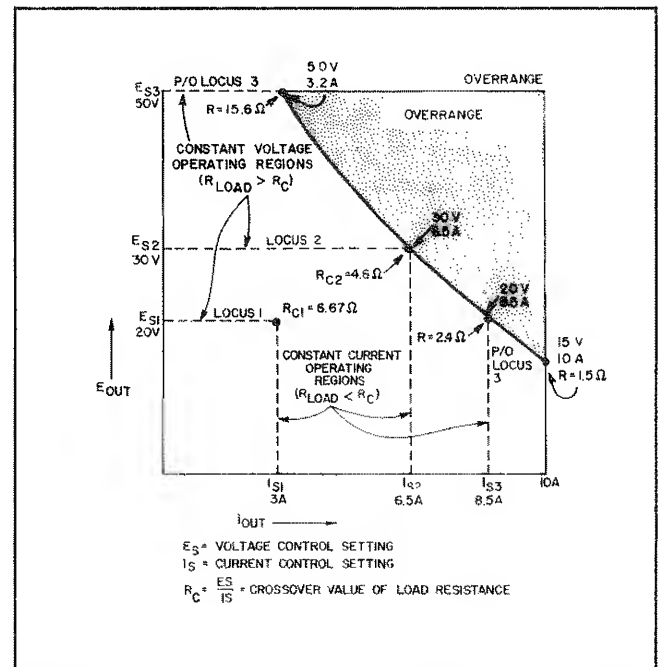 50V
3.2A
E_S3
50V
P/O LOCUS 3
OVERRANGE
R=15.6Ω
OVERRANGE
CONSTANT VOLTAGE
OPERATING REGIONS
(R_LOAD > R_C)
E_S2
30V
LOCUS 2
30V
6.5A
R_C2=4.6Ω
E_S1
20V
LOCUS 1
R_C1=6.67Ω
20V
8.5A
R=2.4Ω
P/O
LOCUS
3
15V
10A
R=1.5Ω
E_OUT
CONSTANT CURRENT
OPERATING
REGIONS
(R_LOAD < R_C)
I_S1
3A
I_S2
6.5A
I_S3
8.5A
10A
I_OUT
E_S= VOLTAGE CONTROL SETTING
I_S = CURRENT CONTROL SETTING
R_C = ES/IS = CROSSOVER VALUE OF LOAD RESISTANCE